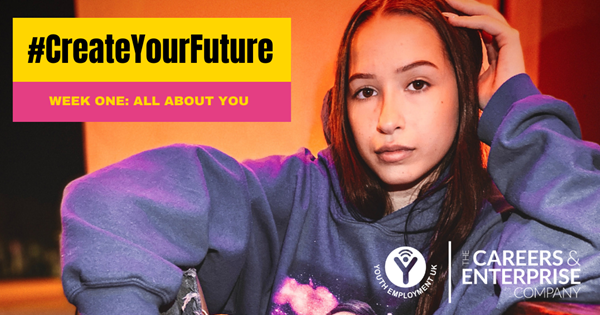 #CreateYourFuture
WEEK ONE: ALL ABOUT YOU
YOUTH EMPLOYMENT UK
THE
CAREERS &
ENTERPRISE
COMPANY